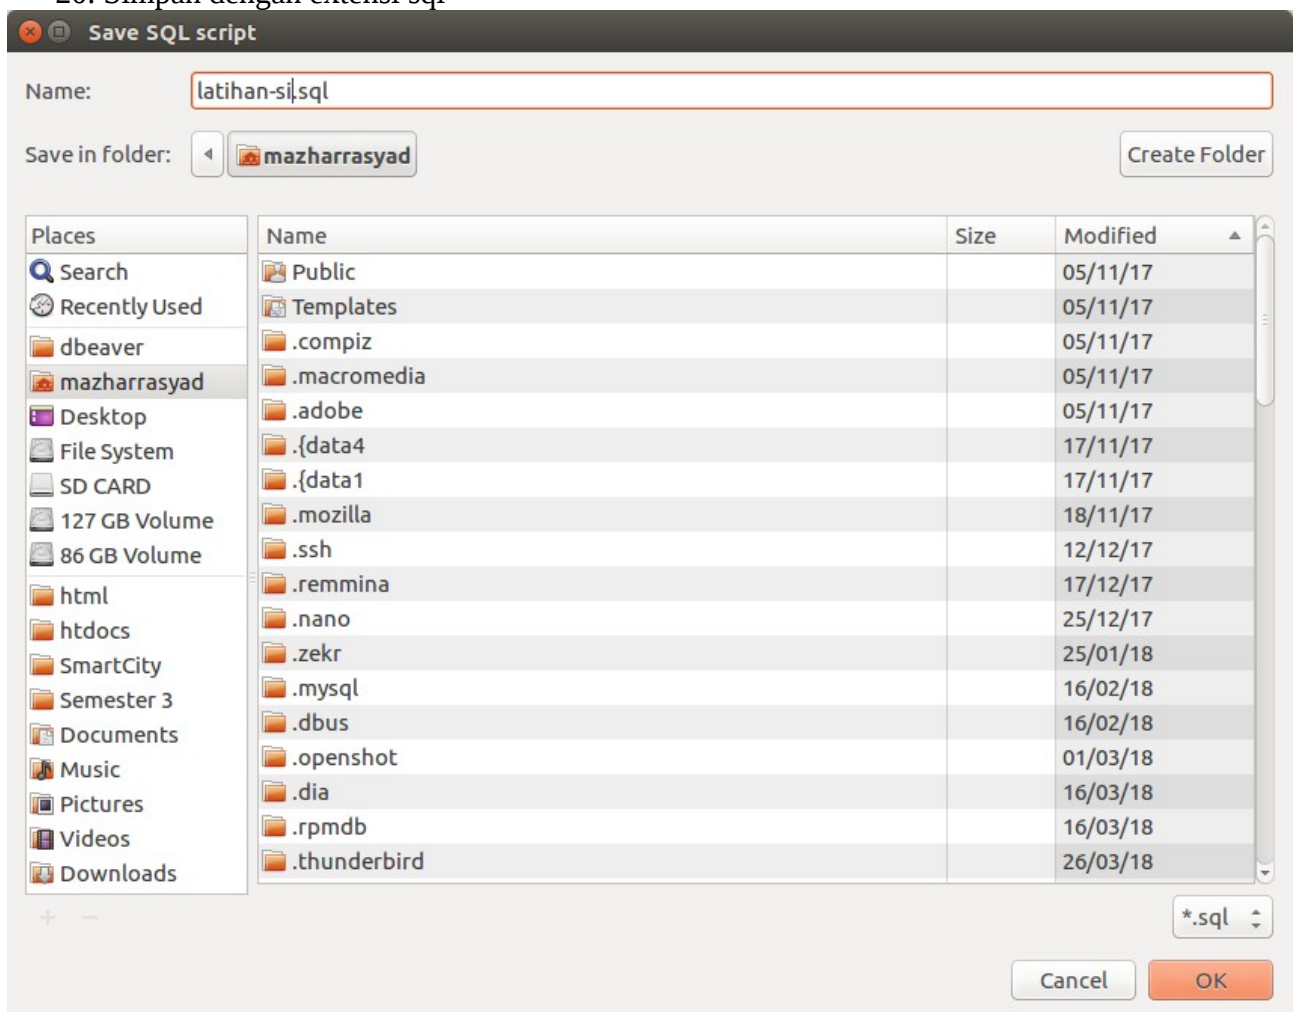 20. Simpan dengan extensi sql
Save SQL script
Name: latihan-si.sql
Save in folder: mazharrasyad Create Folder
Places
Search
Recently Used
dbeaver
mazharrasyad
Desktop
File System
SD CARD
127 GB Volume
86 GB Volume
html
htdocs
SmartCity
Semester 3
Documents
Music
Pictures
Videos
Downloads
Name Size Modified
Public 05/11/17
Templates 05/11/17
.compiz 05/11/17
.macromedia 05/11/17
.adobe 05/11/17
.{data4 17/11/17
.{data1 17/11/17
.mozilla 18/11/17
.ssh 12/12/17
.remmina 17/12/17
.nano 25/12/17
.zekr 25/01/18
.mysql 16/02/18
.dbus 16/02/18
.openshot 01/03/18
.dia 16/03/18
.rpmdb 16/03/18
.thunderbird 26/03/18
*.sql
Cancel OK